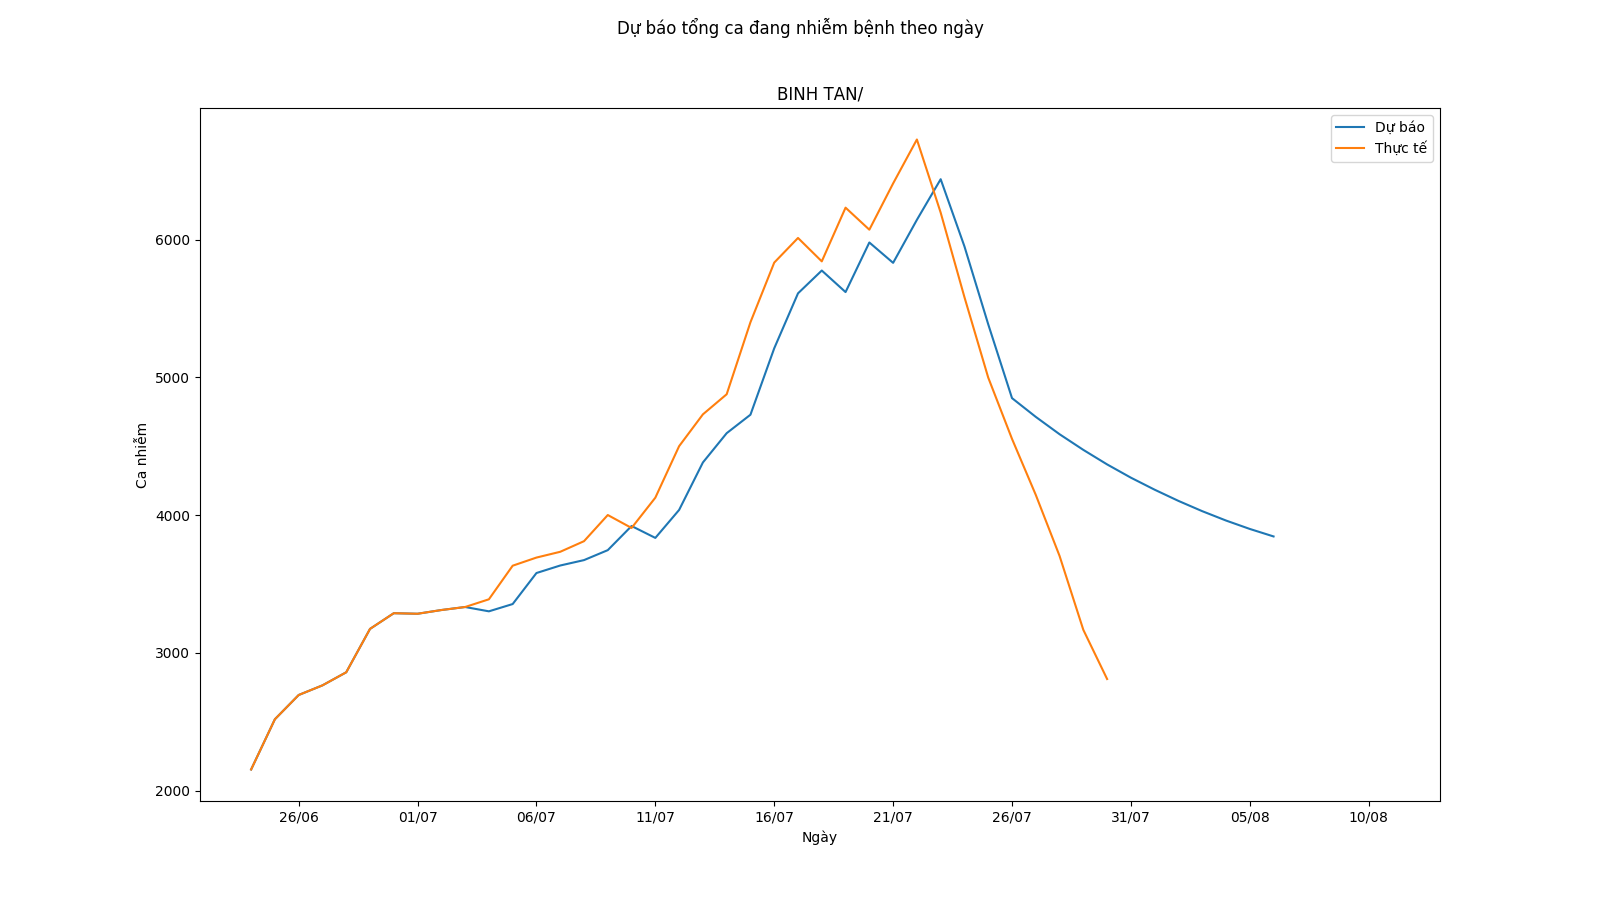 Dự báo tổng ca đang nhiễm bệnh theo ngày
BINH TAN/
Dự báo
Thực tế
6000
5000
4000
3000
2000
Ca nhiễm
26/06 01/07 06/07 11/07 16/07 21/07 26/07 31/07 05/08 10/08
Ngày